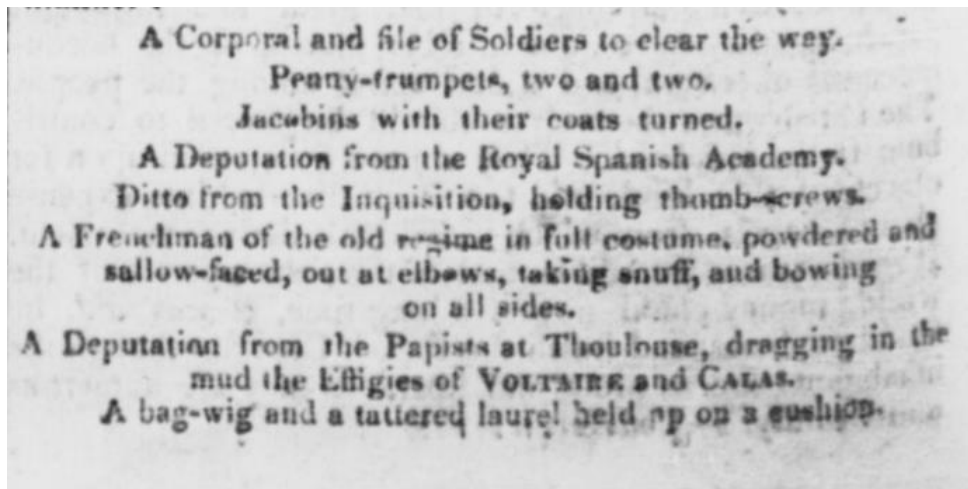 A Corporal and file of Soldiers to clear the way.
Penny-trumpets, two and two.
Jacobins with their coats turned.
A Deputation from the Royal Spanish Academy.
Ditto from the Inquisition, holding thumb-screws.
A Frenchman of the old regime in full costume, powdered and
sallow-faced, out at elbows, taking snuff, and bowing
on all sides.
A Deputation from the Papists at Thoulouse, dragging in the
mud the Effigies of VOLTAIRE and CALAS.
A bag-wig and a tattered laurel held up on a cushion.